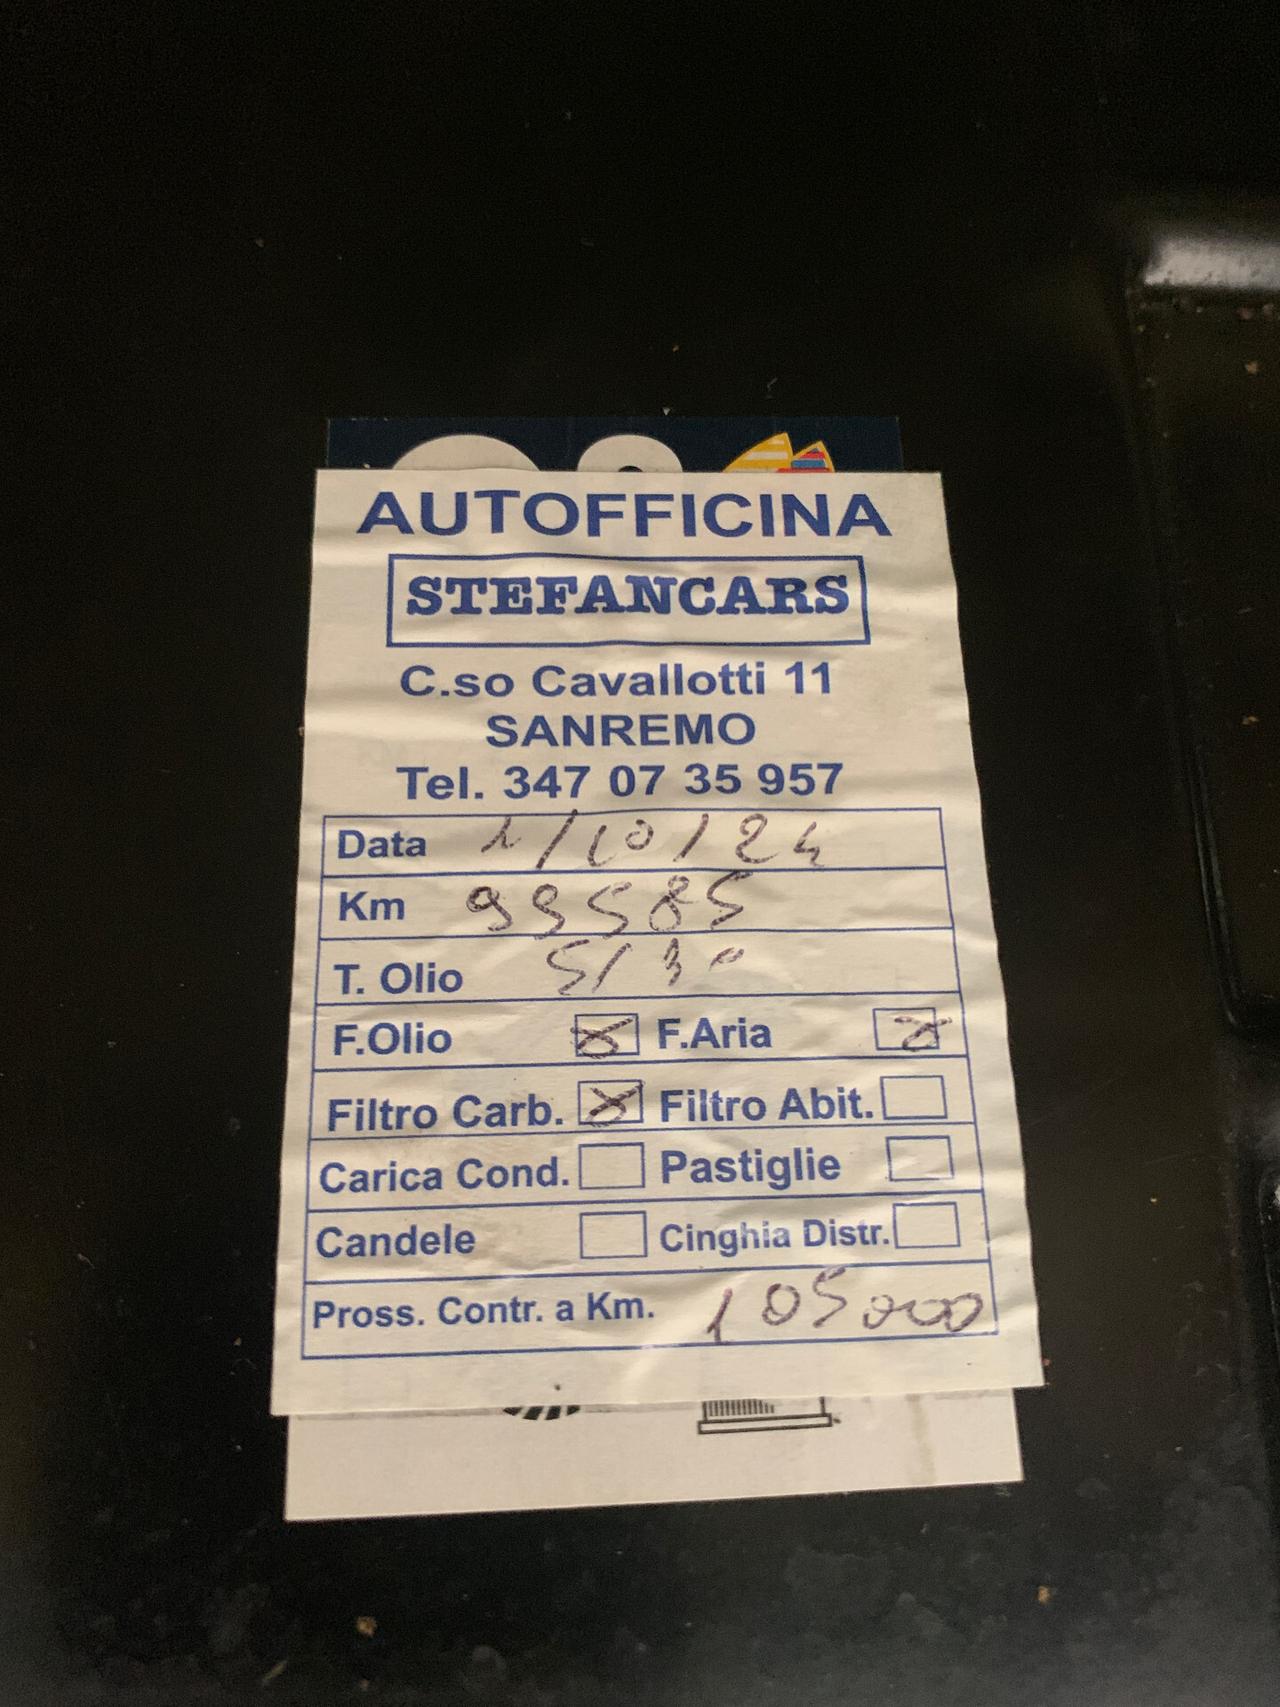 AUTOFFICINA
STEFANCARS
C.so Cavallotti 11
SANREMO
Tel. 347 07 35 957
Data 1/10/24
Km 99585
T. Olio 5/30
F.Olio X F.Aria X
Filtro Carb. X Filtro Abit.
Carica Cond. Pastiglie
Candele Cinghia Distr.
Pross. Contr. a Km. 105000